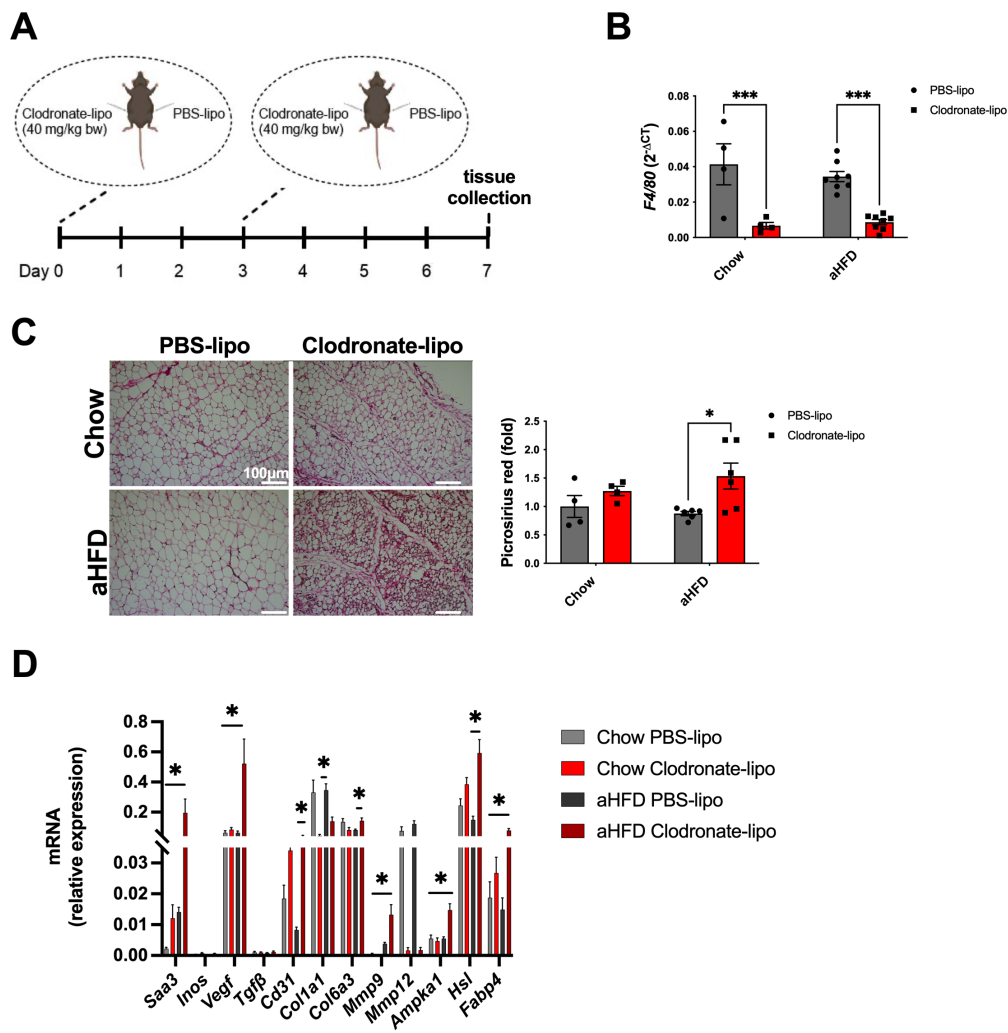 A
Clodronate-lipo
(40 mg/kg bw)
PBS-lipo
Clodronate-lipo
(40 mg/kg bw)
PBS-lipo
tissue
collection
Day 0 1 2 3 4 5 6 7
B
PBS-lipo
Clodronate-lipo
F4/80 (2^-ΔCT)
0.08
0.06
0.04
0.02
0.00
***
***
Chow
aHFD
C
PBS-lipo
Clodronate-lipo
Chow
aHFD
100µm
PBS-lipo
Clodronate-lipo
Picrosirius red (fold)
2.5
2.0
1.5
1.0
0.5
0.0
*
Chow
aHFD
D
mRNA
(relative expression)
0.8
0.6
0.4
0.2
0.03
0.02
0.01
0.00
* * * * * * * * *
Saa3
Inos
Vegf
Tgfβ
Cd31
Col1a1
Col6a3
Mmp9
Mmp12
Ampka1
Hsl
Fabp4
Chow PBS-lipo
Chow Clodronate-lipo
aHFD PBS-lipo
aHFD Clodronate-lipo